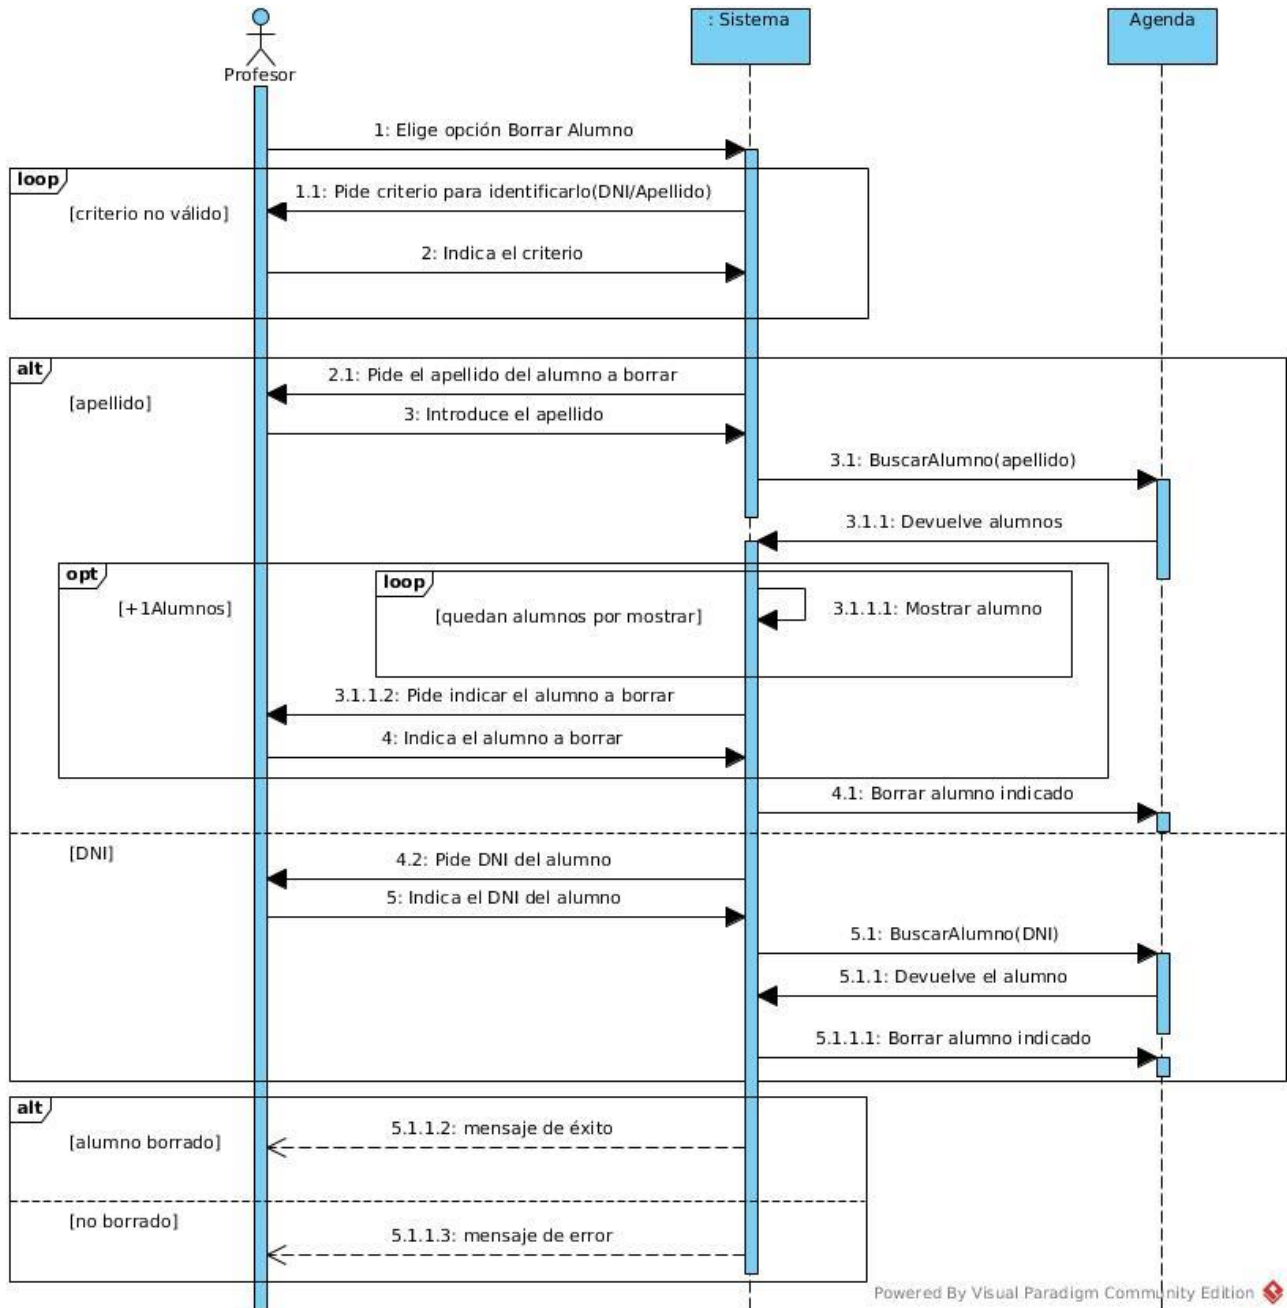 : Sistema
Agenda
Profesor
1: Elige opción Borrar Alumno
loop
1.1: Pide criterio para identificarlo(DNI/Apellido)
[criterio no válido]
2: Indica el criterio
alt
2.1: Pide el apellido del alumno a borrar
[apellido]
3: Introduce el apellido
3.1: BuscarAlumno(apellido)
3.1.1: Devuelve alumnos
opt
loop
[+1Alumnos]
[quedan alumnos por mostrar]
3.1.1.1: Mostrar alumno
3.1.1.2: Pide indicar el alumno a borrar
4: Indica el alumno a borrar
4.1: Borrar alumno indicado
[DNI]
4.2: Pide DNI del alumno
5: Indica el DNI del alumno
5.1: BuscarAlumno(DNI)
5.1.1: Devuelve el alumno
5.1.1.1: Borrar alumno indicado
alt
5.1.1.2: mensaje de éxito
[alumno borrado]
[no borrado]
5.1.1.3: mensaje de error
Powered By Visual Paradigm Community Edition